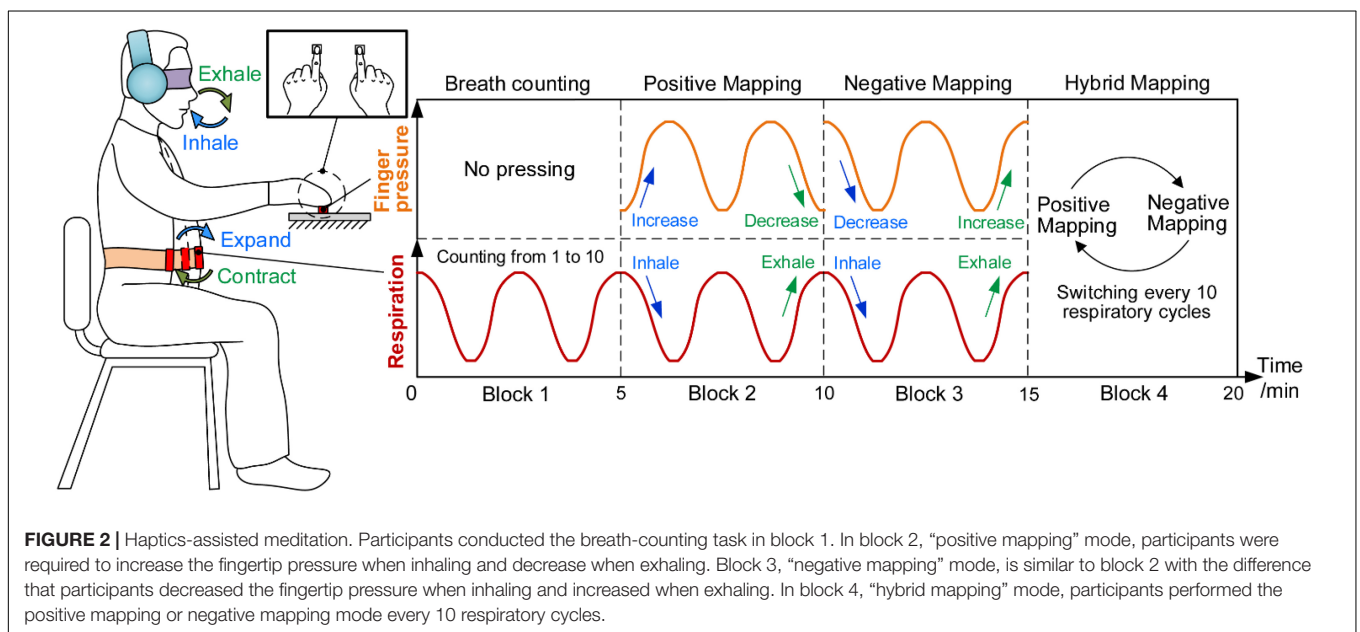 Exhale
Inhale
Expand
Contract
Breath counting
Positive Mapping
Negative Mapping
Hybrid Mapping
Finger
pressure
No pressing
Increase
Decrease
Decrease
Increase
Positive
Mapping
Negative
Mapping
Switching every 10
respiratory cycles
Respiration
Counting from 1 to 10
Inhale
Exhale
Inhale
Exhale
Time
/min
0
Block 1
5
Block 2
10
Block 3
15
Block 4
20
FIGURE 2 | Haptics-assisted meditation. Participants conducted the breath-counting task in block 1. In block 2, “positive mapping” mode, participants were
required to increase the fingertip pressure when inhaling and decrease when exhaling. Block 3, “negative mapping” mode, is similar to block 2 with the difference
that participants decreased the fingertip pressure when inhaling and increased when exhaling. In block 4, “hybrid mapping” mode, participants performed the
positive mapping or negative mapping mode every 10 respiratory cycles.